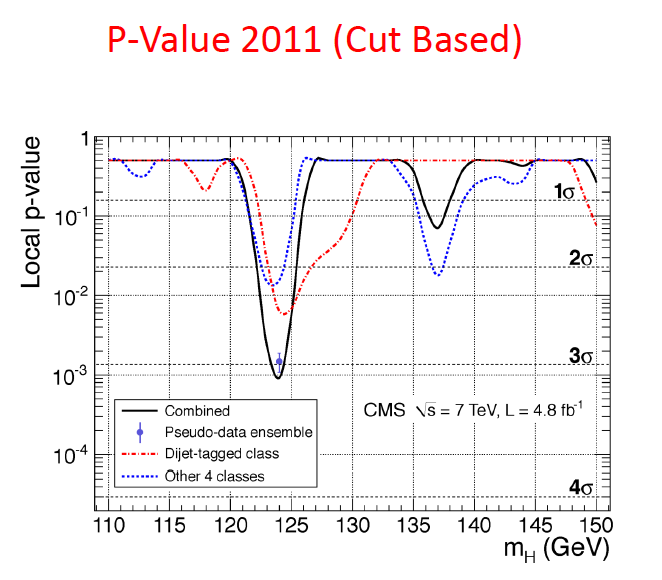 P-Value 2011 (Cut Based)
Local p-value
1
10⁻¹
10⁻²
10⁻³
10⁻⁴
1σ
2σ
3σ
4σ
Combined
Pseudo-data ensemble
Dijet-tagged class
Other 4 classes
CMS √s = 7 TeV, L = 4.8 fb⁻¹
110 115 120 125 130 135 140 145 150
m_H (GeV)